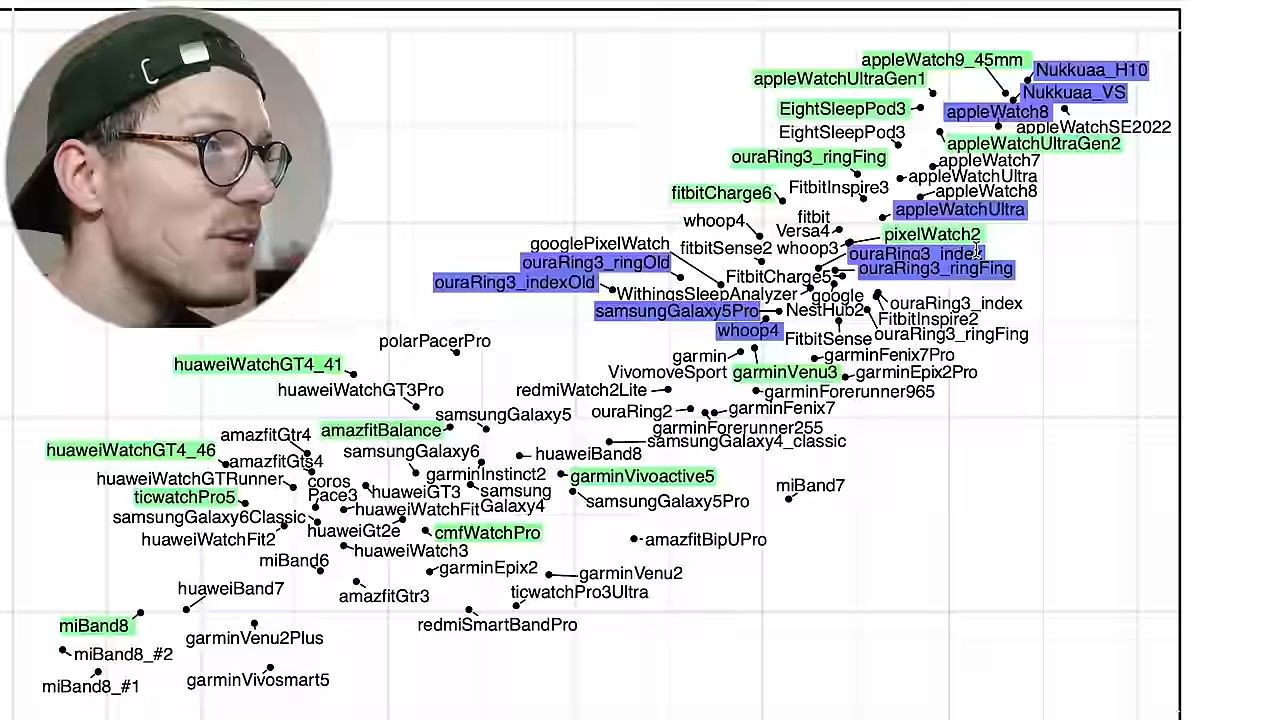 appleWatch9_45mm
Nukkuaa_H10
appleWatchUltraGen1
Nukkuaa_VS
EightSleepPod3
appleWatch8
EightSleepPod3
appleWatchSE2022
appleWatchUltraGen2
ouraRing3_ringFing
appleWatch7
appleWatchUltra
fitbitCharge6
FitbitInspire3
appleWatch8
appleWatchUltra
whoop4
fitbit
Versa4
pixelWatch2
googlePixelWatch
fitbitSense2
whoop3
ouraRing3_index
ouraRing3_ringOld
ouraRing3_ringFing
FitbitCharge5
ouraRing3_indexOld
WithingsSleepAnalyzer
google
NestHub2
ouraRing3_index
samsungGalaxy5Pro
FitbitInspire2
whoop4
FitbitSense
ouraRing3_ringFing
polarPacerPro
garmin
VivomoveSport
garminFenix7Pro
huaweiWatchGT4_41
garminVenu3
garminEpix2Pro
huaweiWatchGT3Pro
redmiWatch2Lite
garminForerunner965
samsungGalaxy5
ouraRing2
garminFenix7
amazfitBalance
garminForerunner255
amazfitGtr4
samsungGalaxy4_classic
huaweiWatchGT4_46
samsungGalaxy6
huaweiBand8
amazfitGts4
garminInstinct2
garminVivoactive5
huaweiWatchGTRunner
coros
Pace3
huaweiGT3
samsung
Galaxy4
miBand7
ticwatchPro5
samsungGalaxy5Pro
huaweiWatchFit
samsungGalaxy6Classic
huaweiGt2e
cmfWatchPro
huaweiWatchFit2
amazfitBipUPro
huaweiWatch3
miBand6
garminEpix2
garminVenu2
huaweiBand7
amazfitGtr3
ticwatchPro3Ultra
miBand8
redmiSmartBandPro
garminVenu2Plus
miBand8_#2
miBand8_#1
garminVivosmart5